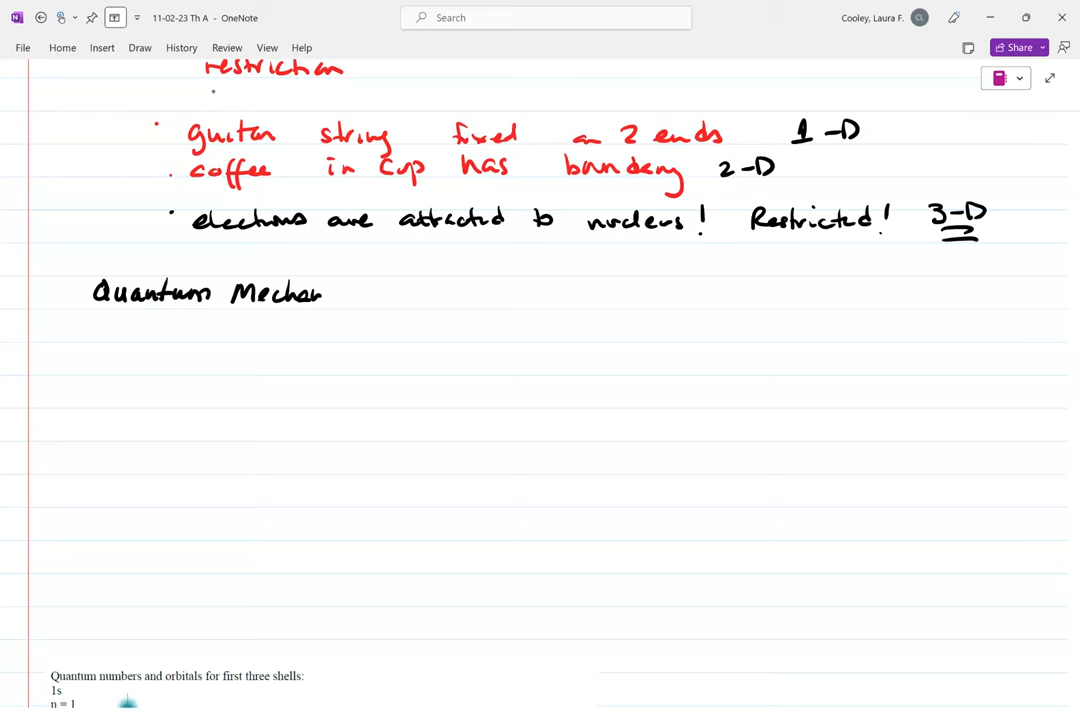 11-02-23 Th A - OneNote
Search
Cooley, Laura F.
CL
File Home Insert Draw History Review View Help
Share
restriction
• guitar string fixed on 2 ends 1-D
• coffee in cup has boundary 2-D
• electrons are attracted to nucleus! Restricted! 3-D
Quantum Mechan
Quantum numbers and orbitals for first three shells:
1s
n = 1